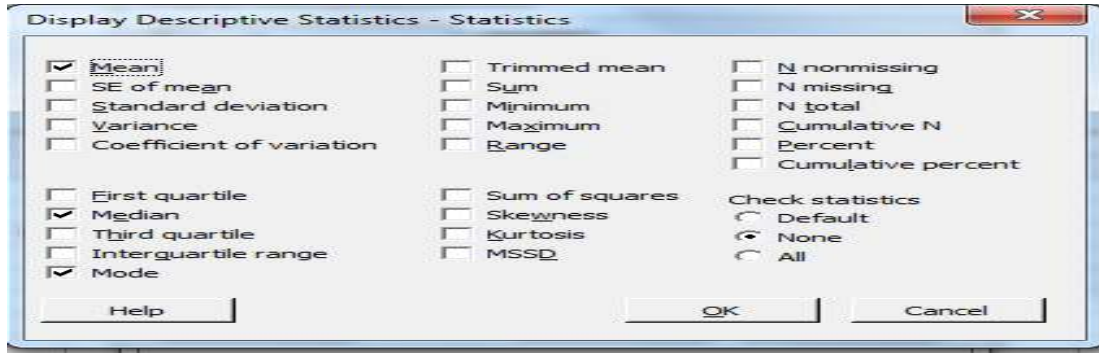 Display Descriptive Statistics - Statistics
Mean
SE of mean
Standard deviation
Variance
Coefficient of variation
Trimmed mean
Sum
Minimum
Maximum
Range
N nonmissing
N missing
N total
Cumulative N
Percent
Cumulative percent
First quartile
Median
Third quartile
Interquartile range
Mode
Sum of squares
Skewness
Kurtosis
MSSD
Check statistics
Default
None
All
Help
OK
Cancel